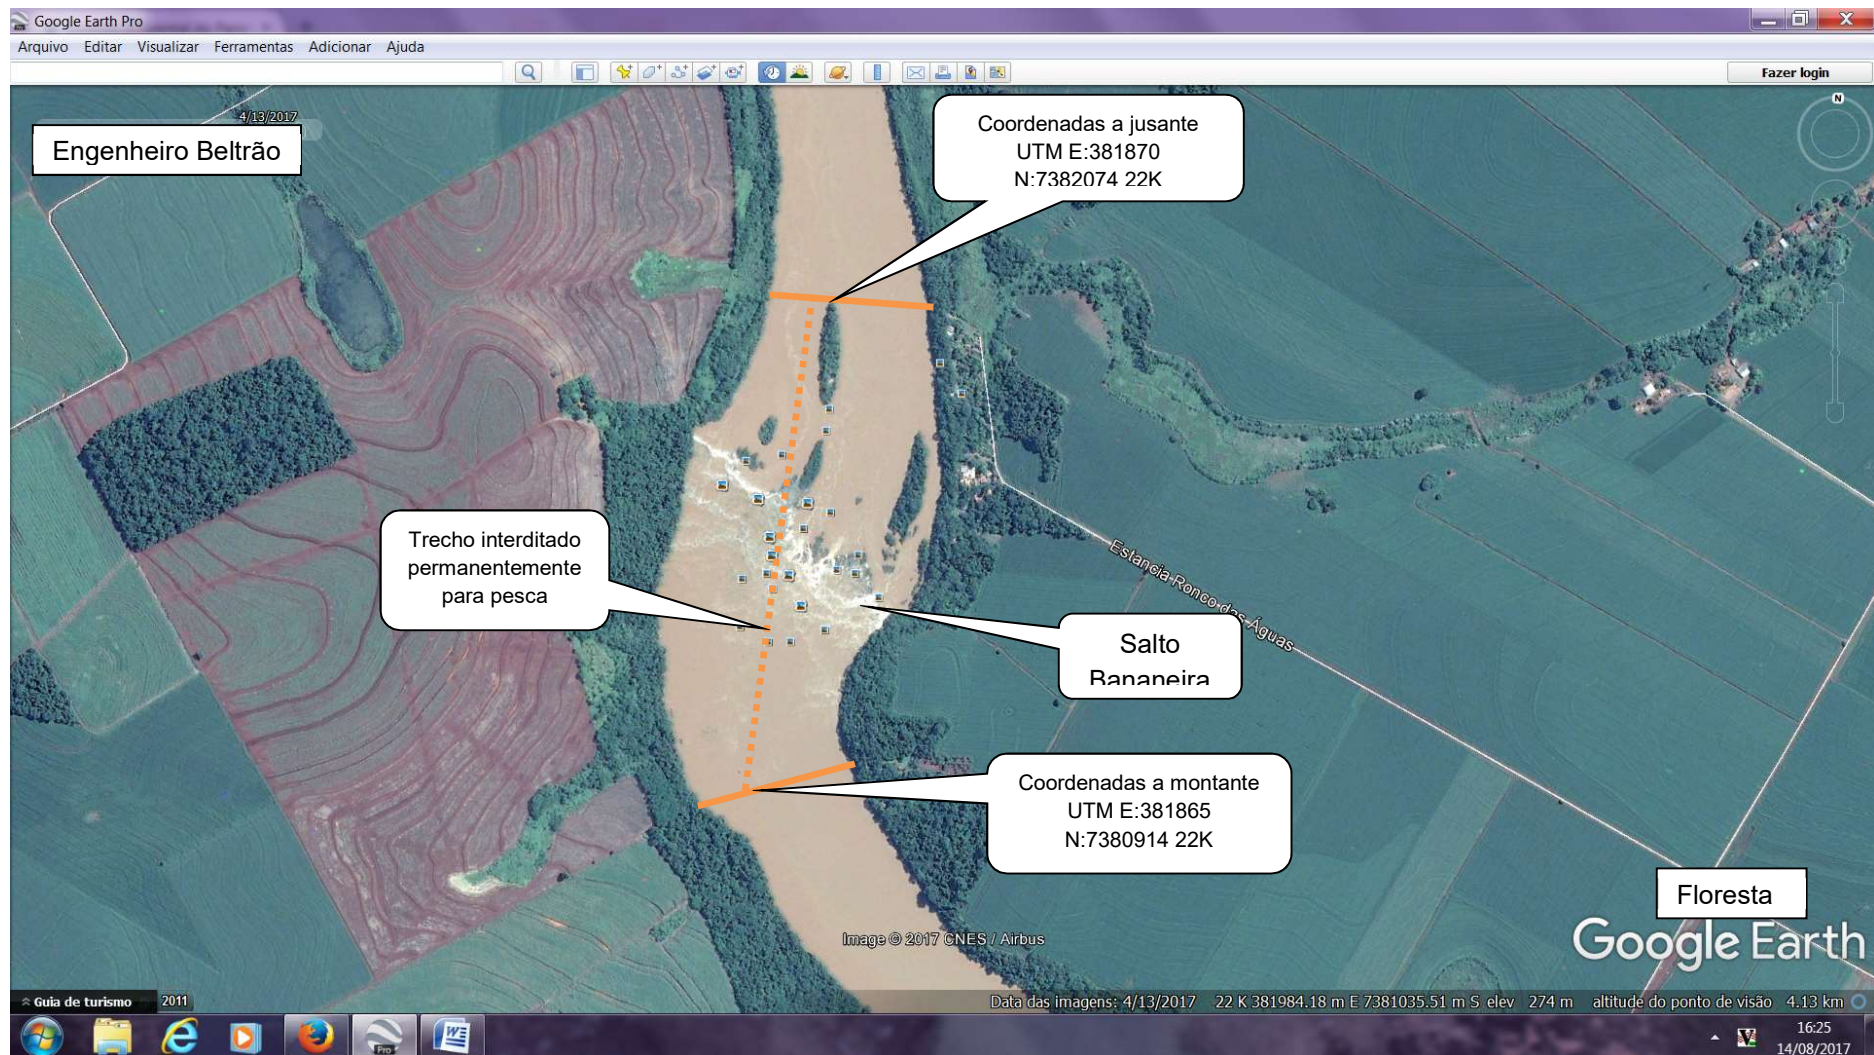 Google Earth Pro
Arquivo Editar Visualizar Ferramentas Adicionar Ajuda
Fazer login
4/13/2017
N
Engenheiro Beltrão
Coordenadas a jusante
UTM E:381870
N:7382074 22K
Trecho interditado
permanentemente
para pesca
Estancia Ronco das Águas
Salto
Bananeira
Coordenadas a montante
UTM E:381865
N:7380914 22K
Floresta
Image © 2017 CNES / Airbus
Google Earth
Guia de turismo 2011
Data das imagens: 4/13/2017 22 K 381984.18 m E 7381035.51 m S elev 274 m altitude do ponto de visão 4.13 km
Pro
16:25
14/08/2017